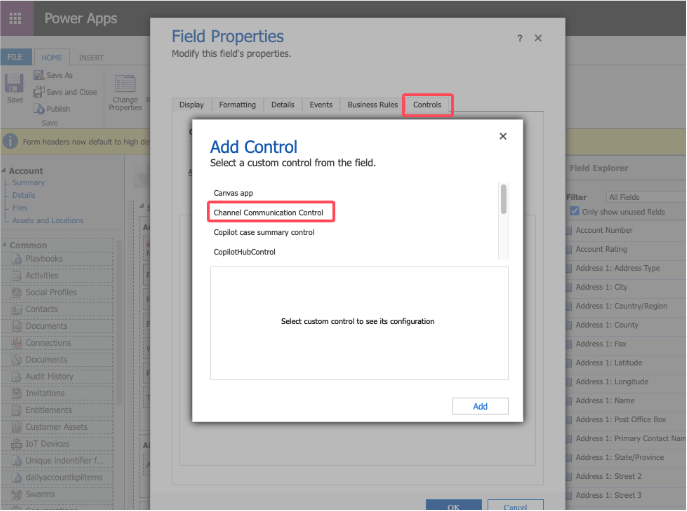 Power Apps
FILE
HOME
INSERT
Save
Save As
Save and Close
Publish
Save
Change
Properties
Form headers now default to high de
Account
Summary
Details
Files
Assets and Locations
Common
Playbooks
Activities
Social Profiles
Contacts
Documents
Connections
Documents
Audit History
Invitations
Entitlements
Customer Assets
IoT Devices
Unique indentifier f...
dailyaccountkpiitems
Swarms
Field Properties
Modify this field's properties.
?
Display
Formatting
Details
Events
Business Rules
Controls
Add Control
Select a custom control from the field.
Canvas app
Channel Communication Control
Copilot case summary control
CopilotHubControl
Select custom control to see its configuration
Add
OK
Cancel
Field Explorer
Filter
All Fields
Only show unused fields
Account Number
Account Rating
Address 1: Address Type
Address 1: City
Address 1: Country/Region
Address 1: County
Address 1: Fax
Address 1: Latitude
Address 1: Longitude
Address 1: Name
Address 1: Post Office Box
Address 1: Primary Contact Name
Address 1: State/Province
Address 1: Street 2
Address 1: Street 3